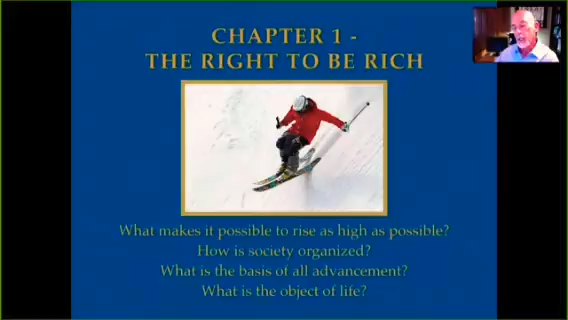 CHAPTER 1 -
THE RIGHT TO BE RICH
What makes it possible to rise as high as possible?
How is society organized?
What is the basis of all advancement?
What is the object of life?